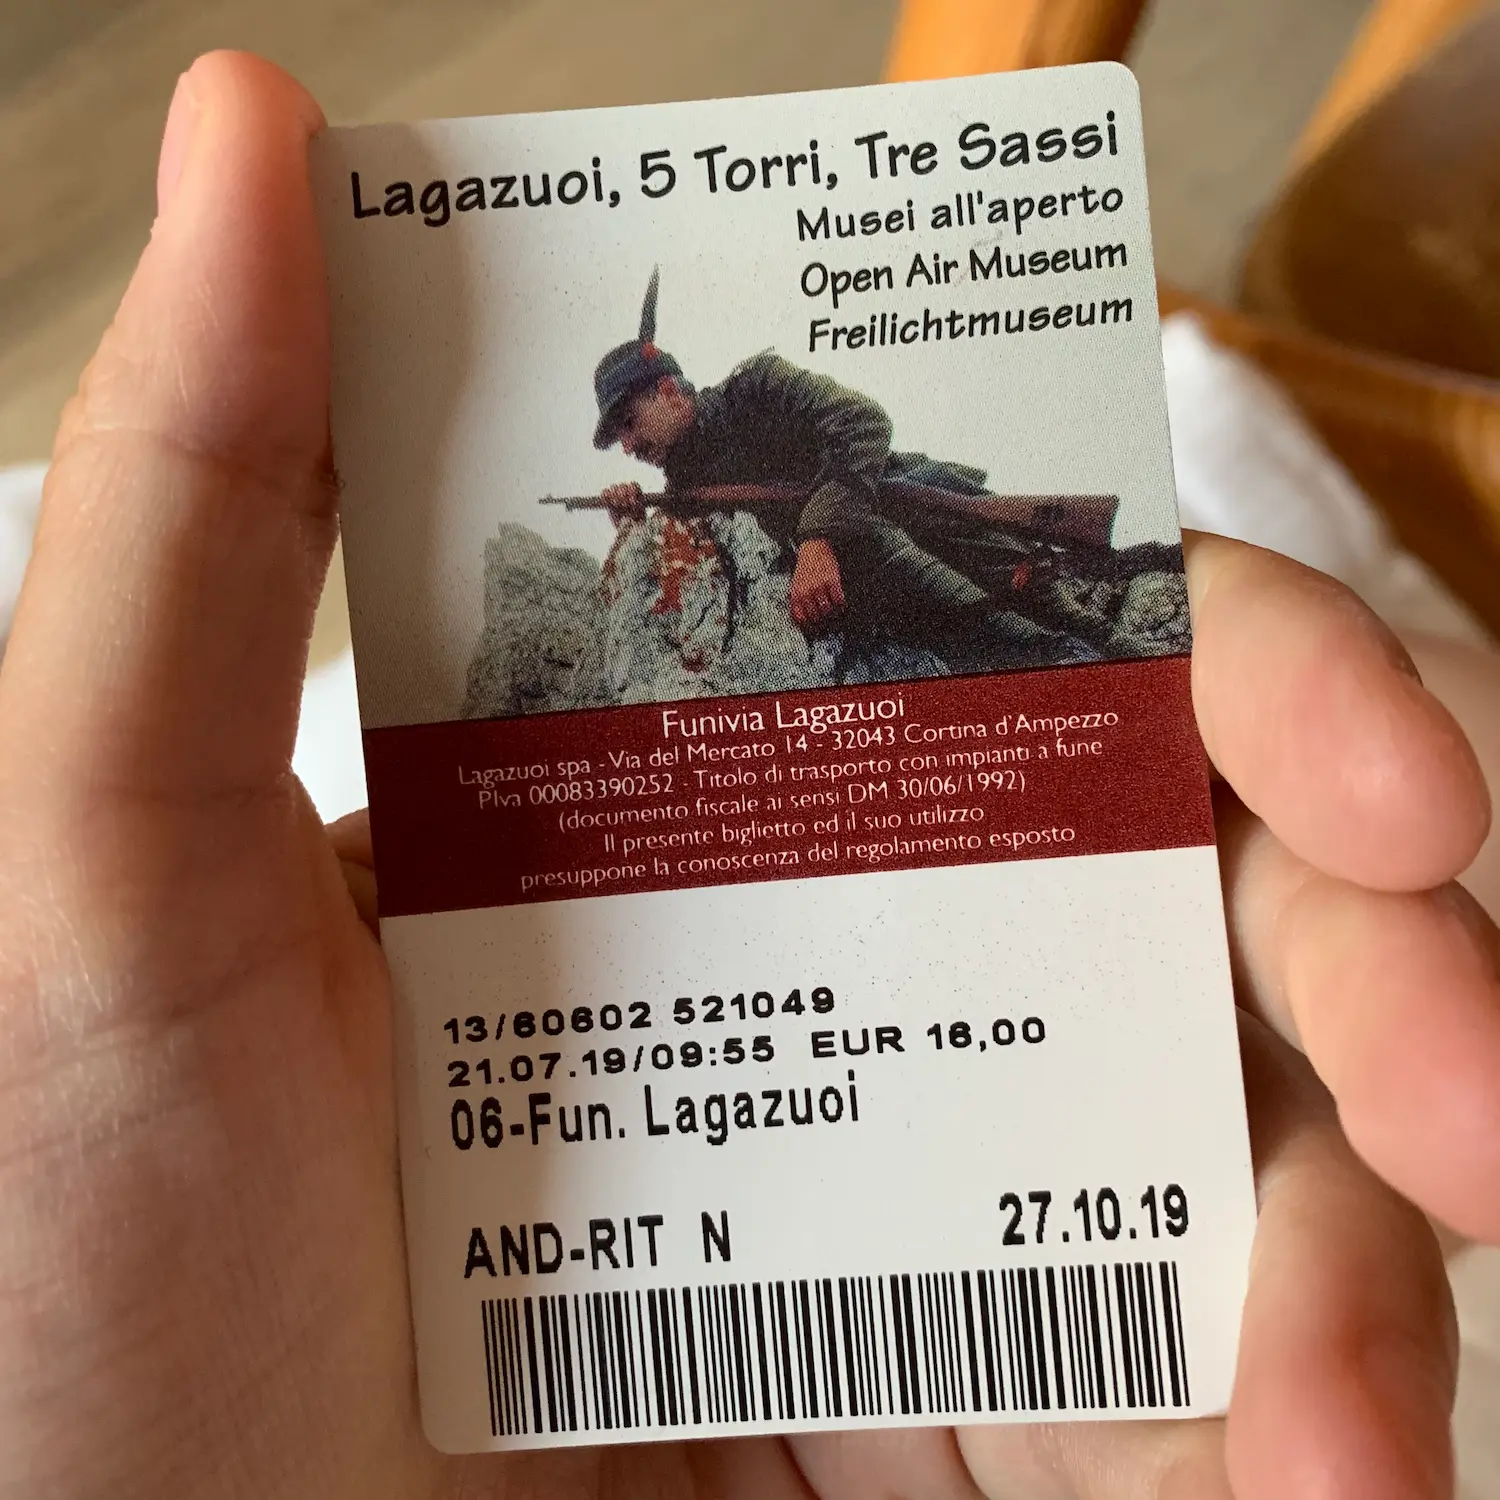 Lagazuoi, 5 Torri, Tre Sassi
Musei all'aperto
Open Air Museum
Freilichtmuseum
Funivia Lagazuoi
Lagazuoi spa - Via del Mercato 14 - 32043 Cortina d'Ampezzo
PIva 00083390252 - Titolo di trasporto con impianti a fune
(documento fiscale ai sensi DM 30/06/1992)
Il presente biglietto ed il suo utilizzo
presuppone la conoscenza del regolamento esposto
13/60602 521049
21.07.19/09:55 EUR 16,00
06-Fun. Lagazuoi
AND-RIT N 27.10.19